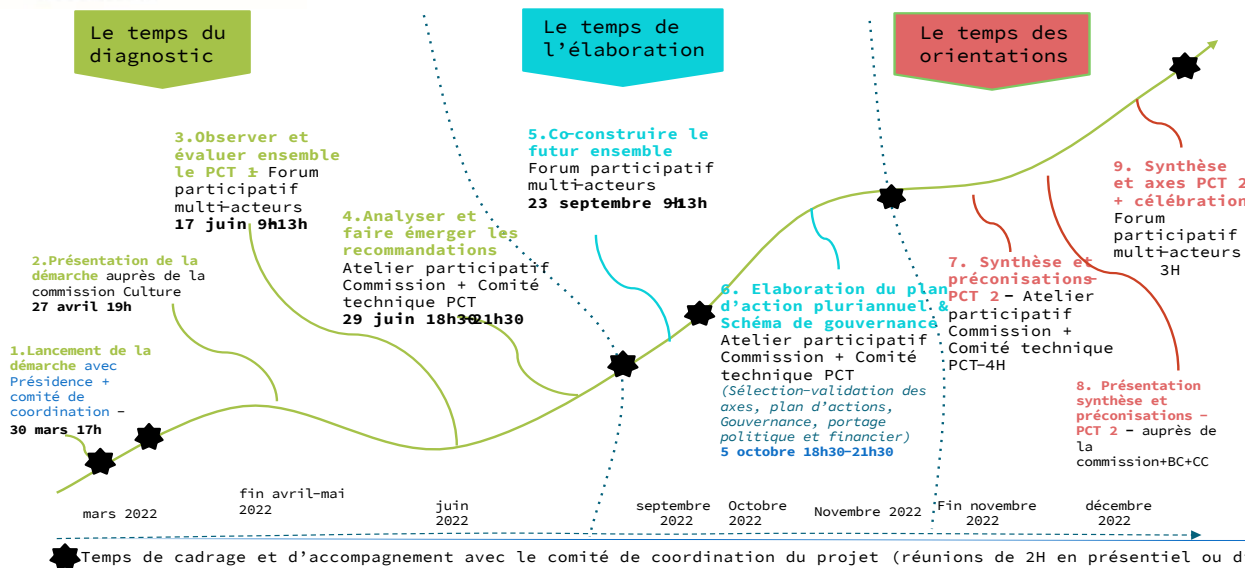 Le temps du
diagnostic
Le temps de
l'élaboration
Le temps des
orientations
1.Lancement de la
démarche avec
Présidence +
comité de
coordination –
30 mars 17h
2.Présentation de la
démarche auprès de la
commission Culture
27 avril 19h
3.Observer et
évaluer ensemble
le PCT 1- Forum
participatif
multi-acteurs
17 juin 9h-13h
4.Analyser et
faire émerger les
recommandations
Atelier participatif
Commission + Comité
technique PCT
29 juin 18h30-21h30
5.Co-construire le
futur ensemble
Forum participatif
multi-acteurs
23 septembre 9h-13h
6. Elaboration du plan
d'action pluriannuel &
Schéma de gouvernance
Atelier participatif
Commission + Comité
technique PCT
(Sélection-validation des
axes, plan d'actions,
Gouvernance, portage
politique et financier)
5 octobre 18h30-21h30
7. Synthèse et
préconisations-
PCT 2 – Atelier
participatif
Commission +
Comité technique
PCT-4H
8. Présentation
synthèse et
préconisations –
PCT 2 – auprès de
la
commission+BC+CC
9. Synthèse
et axes PCT 2
+ célébration
Forum
participatif
multi-acteurs
3H
mars 2022
fin avril-mai
2022
juin
2022
septembre
2022
Octobre
2022
Novembre 2022
Fin novembre
2022
décembre
2022
Temps de cadrage et d'accompagnement avec le comité de coordination du projet (réunions de 2H en présentiel ou